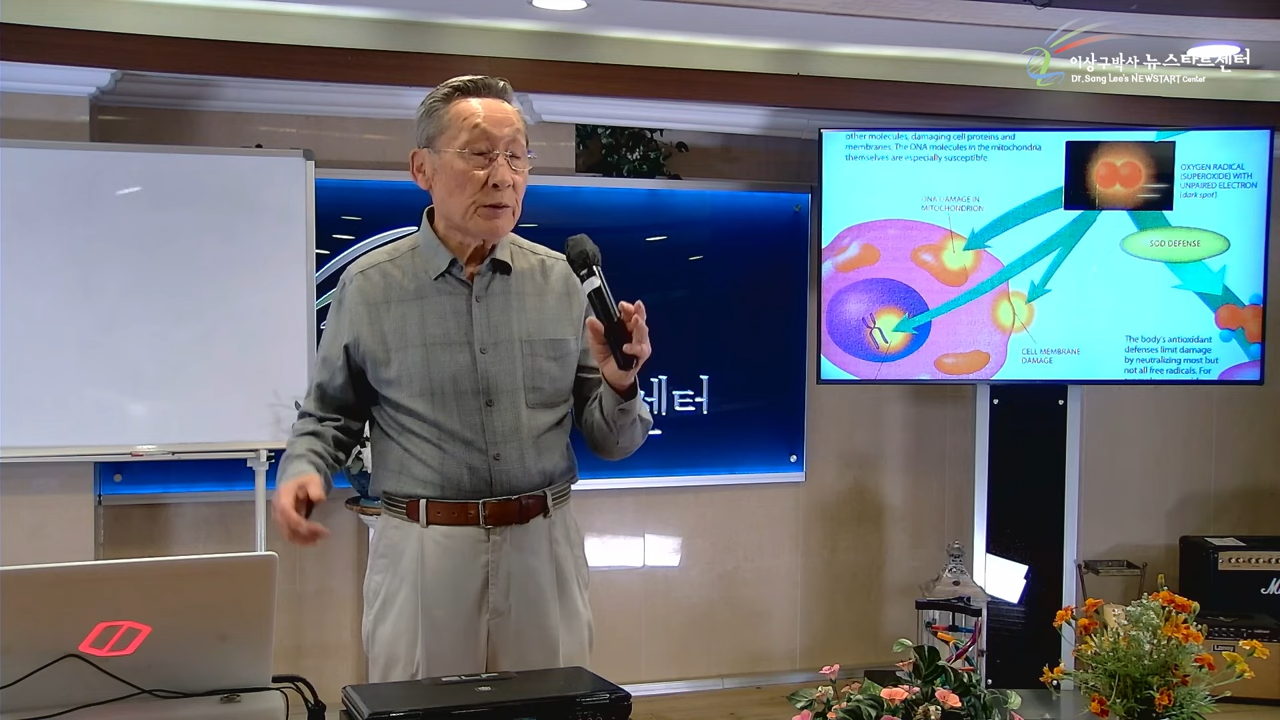 이상구박사 뉴스타트센터
Dr.Sang Lee's NEWSTART Center
other molecules, damaging cell proteins and
membranes. The DNA molecules in the mitochondria
themselves are especially susceptible.
OXYGEN RADICAL
(SUPEROXIDE) WITH
UNPAIRED ELECTRON
(dark spot)
DNA DAMAGE IN
MITOCHONDRION
SOD DEFENSE
CELL MEMBRANE
DAMAGE
The body's antioxidant
defenses limit damage
by neutralizing most but
not all free radicals. For
센터
Laney